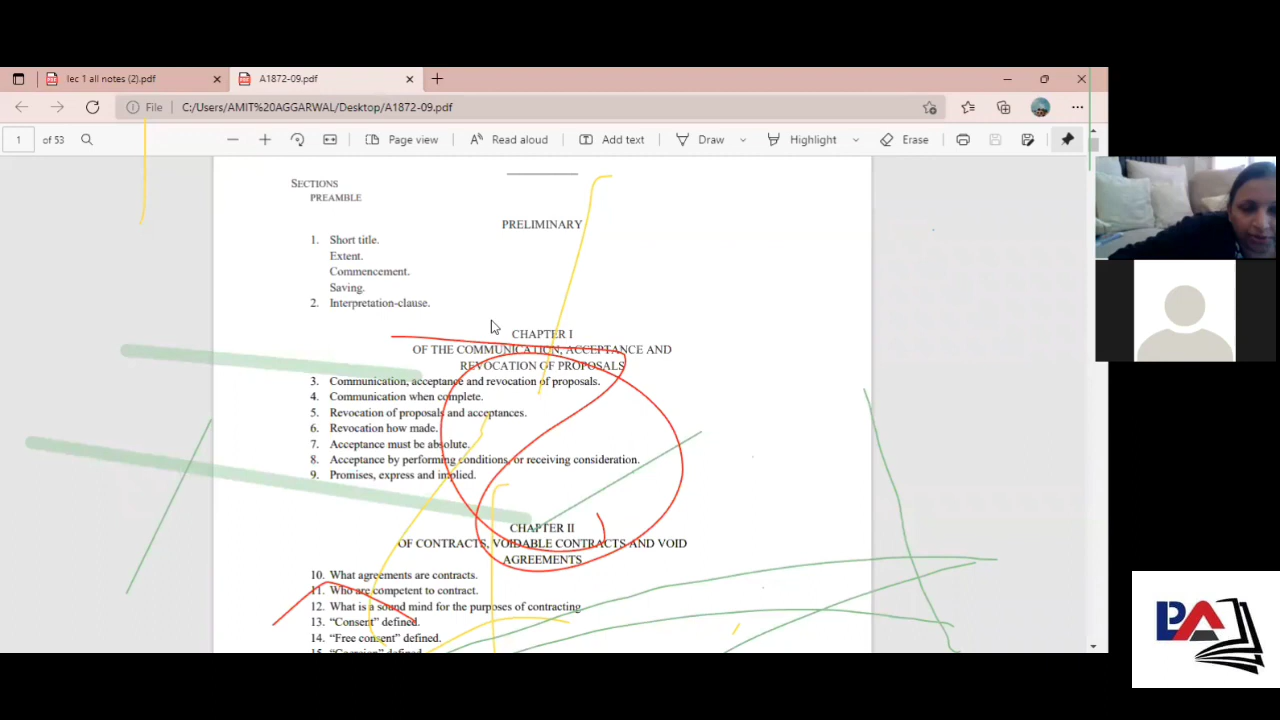 lec 1 all notes (2).pdf
A1872-09.pdf
File
C:/Users/AMIT%20AGGARWAL/Desktop/A1872-09.pdf
1 of 53
Page view
Read aloud
Add text
Draw
Highlight
Erase
SECTIONS
PREAMBLE
PRELIMINARY
1. Short title.
Extent.
Commencement.
Saving.
2. Interpretation-clause.
CHAPTER I
OF THE COMMUNICATION, ACCEPTANCE AND
REVOCATION OF PROPOSALS
3. Communication, acceptance and revocation of proposals.
4. Communication when complete.
5. Revocation of proposals and acceptances.
6. Revocation how made.
7. Acceptance must be absolute.
8. Acceptance by performing conditions, or receiving consideration.
9. Promises, express and implied.
CHAPTER II
OF CONTRACTS, VOIDABLE CONTRACTS AND VOID
AGREEMENTS
10. What agreements are contracts.
11. Who are competent to contract.
12. What is a sound mind for the purposes of contracting
13. “Consent” defined.
14. “Free consent” defined.